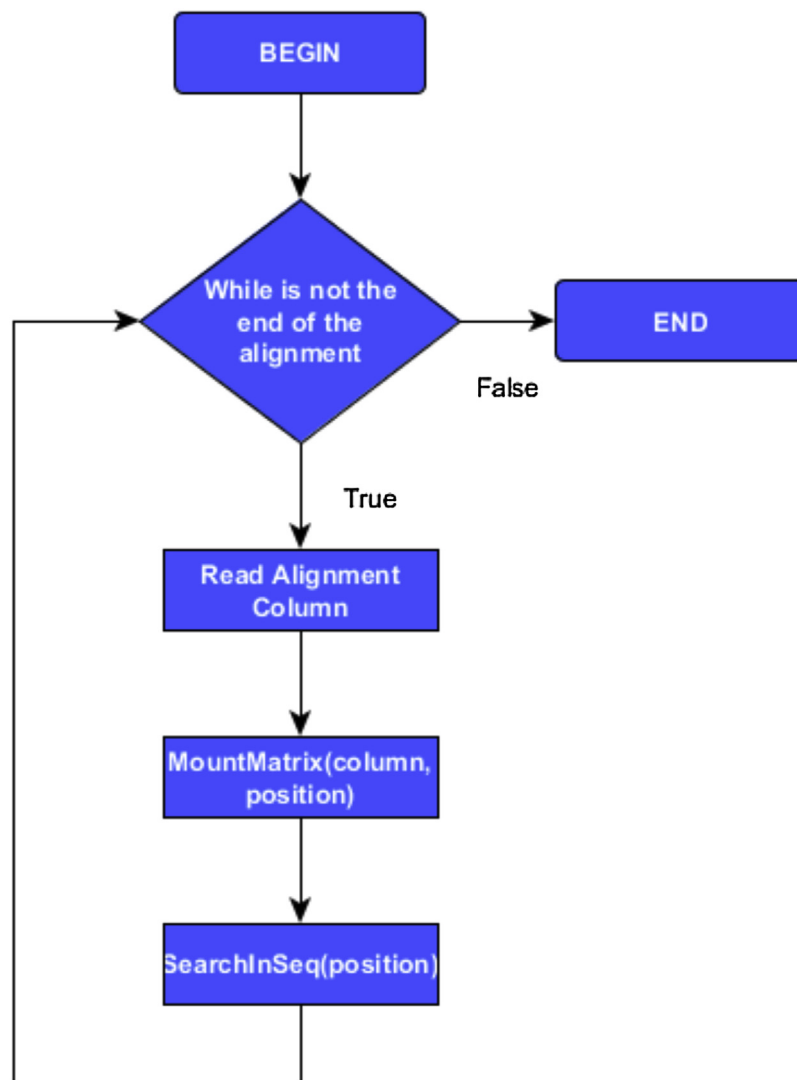 BEGIN
While is not the
end of the
alignment
END
False
True
Read Alignment
Column
MountMatrix(column,
position)
SearchInSeq(position)